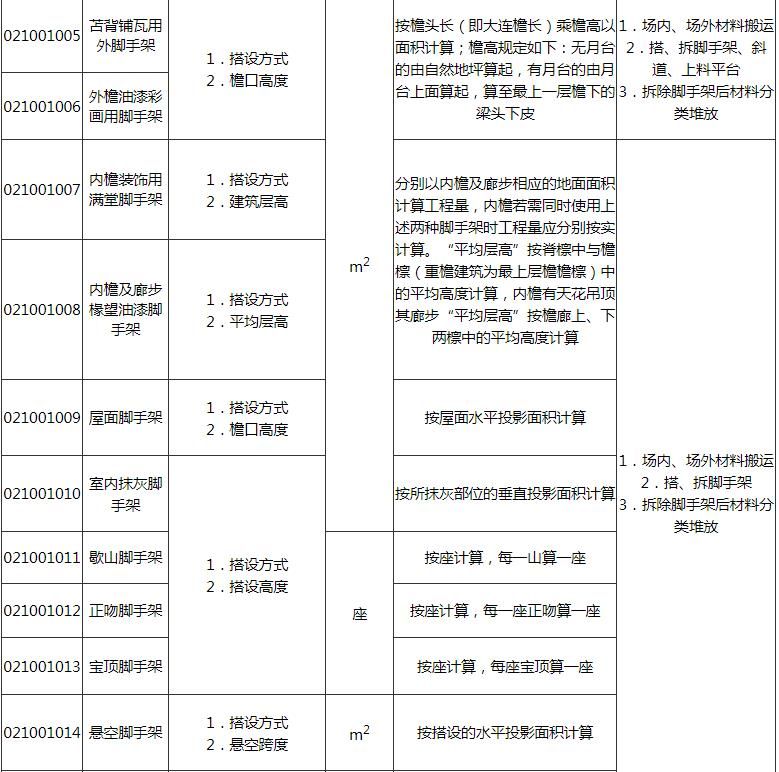 021001005
苫背铺瓦用
外脚手架
1．搭设方式
2．檐口高度
m2
按檐头长（即大连檐长）乘檐高以
面积计算；檐高规定如下：无月台
的由自然地坪算起，有月台的由月
台上面算起，算至最上一层檐下的
梁头下皮
1．场内、场外材料搬运
2．搭、拆脚手架、斜
道、上料平台
3．拆除脚手架后材料分
类堆放
021001006
外檐油漆彩
画用脚手架
021001007
内檐装饰用
满堂脚手架
1．搭设方式
2．建筑层高
分别以内檐及廊步相应的地面面积
计算工程量，内檐若需同时使用上
述两种脚手架时工程量应分别按实
计算。“平均层高”按脊檩中与檐
檩（重檐建筑为最上层檐檐檩）中
的平均高度计算，内檐有天花吊顶
其廊步“平均层高”按檐廊上、下
两檩中的平均高度计算
1．场内、场外材料搬运
2．搭、拆脚手架
3．拆除脚手架后材料分
类堆放
021001008
内檐及廊步
椽望油漆脚
手架
1．搭设方式
2．平均层高
021001009
屋面脚手架
1．搭设方式
2．檐口高度
按屋面水平投影面积计算
021001010
室内抹灰脚
手架
1．搭设方式
2．搭设高度
按所抹灰部位的垂直投影面积计算
021001011
歇山脚手架
座
按座计算，每一山算一座
021001012
正吻脚手架
按座计算，每一座正吻算一座
021001013
宝顶脚手架
按座计算，每座宝顶算一座
021001014
悬空脚手架
1．搭设方式
2．悬空跨度
m2
按搭设的水平投影面积计算